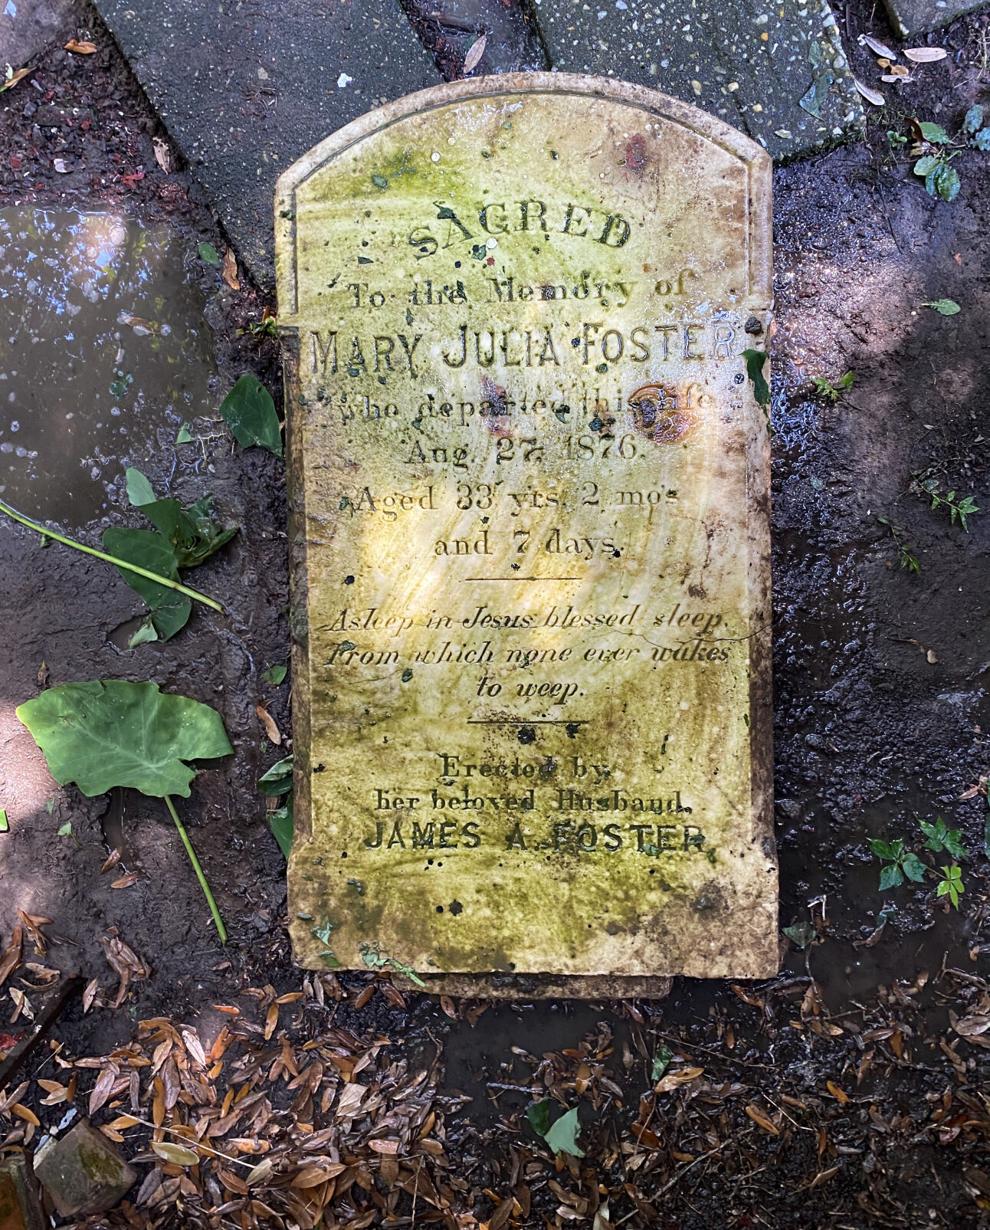 SACRED
To the Memory of
MARY JULIA FOSTER
who departed this life
Aug. 27, 1876.
Aged 33 yrs. 2 mos
and 7 days.
Asleep in Jesus blessed sleep.
From which none ever wakes
to weep.
Erected by
her beloved Husband,
JAMES A. FOSTER